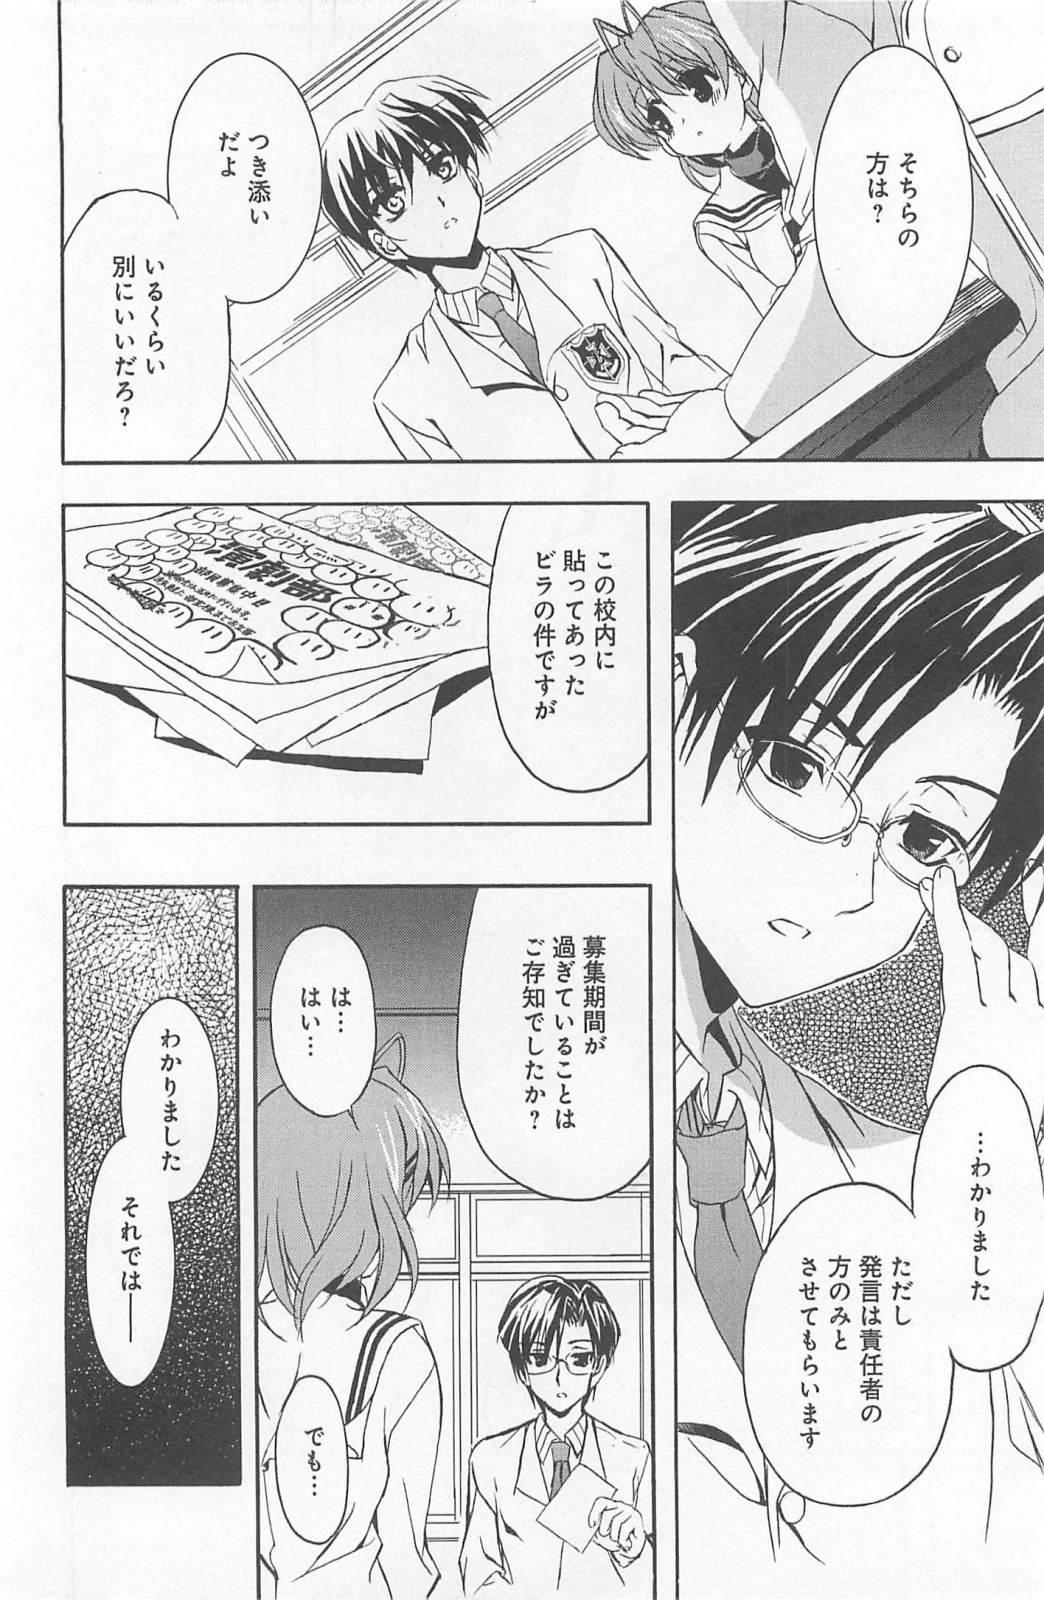 そちらの
方は?
つき添い
だよ
いるくらい
別にいいだろ?
…わかりました
ただし
発言は責任者の
方のみと
させてもらいます
この校内に
貼ってあった
ビラの件ですが
演劇部
募集期間が
過ぎていることは
ご存知でしたか?
は…
はい…
でも…
わかりました
それでは──